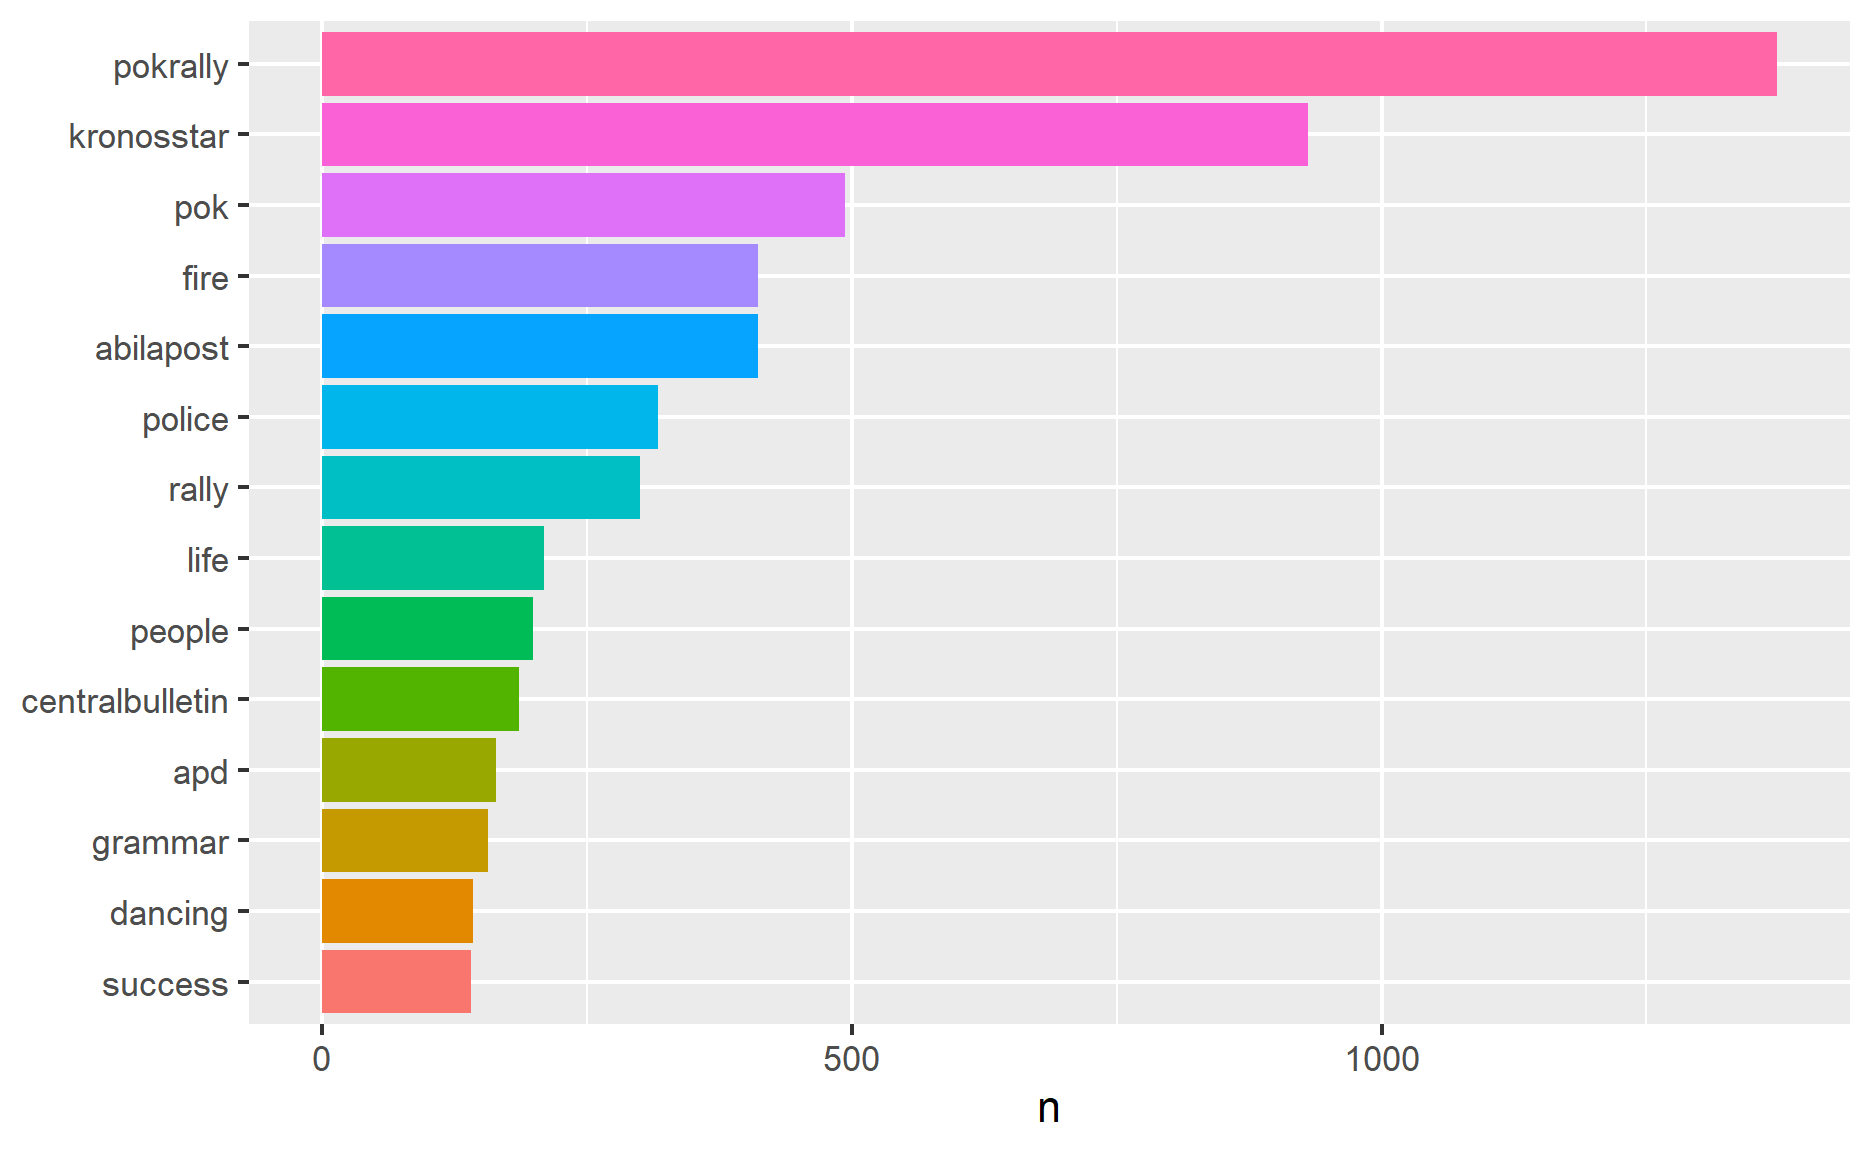 pokrally
kronosstar
pok
fire
abilapost
police
rally
life
people
centralbulletin
apd
grammar
dancing
success
0 500 1000
n